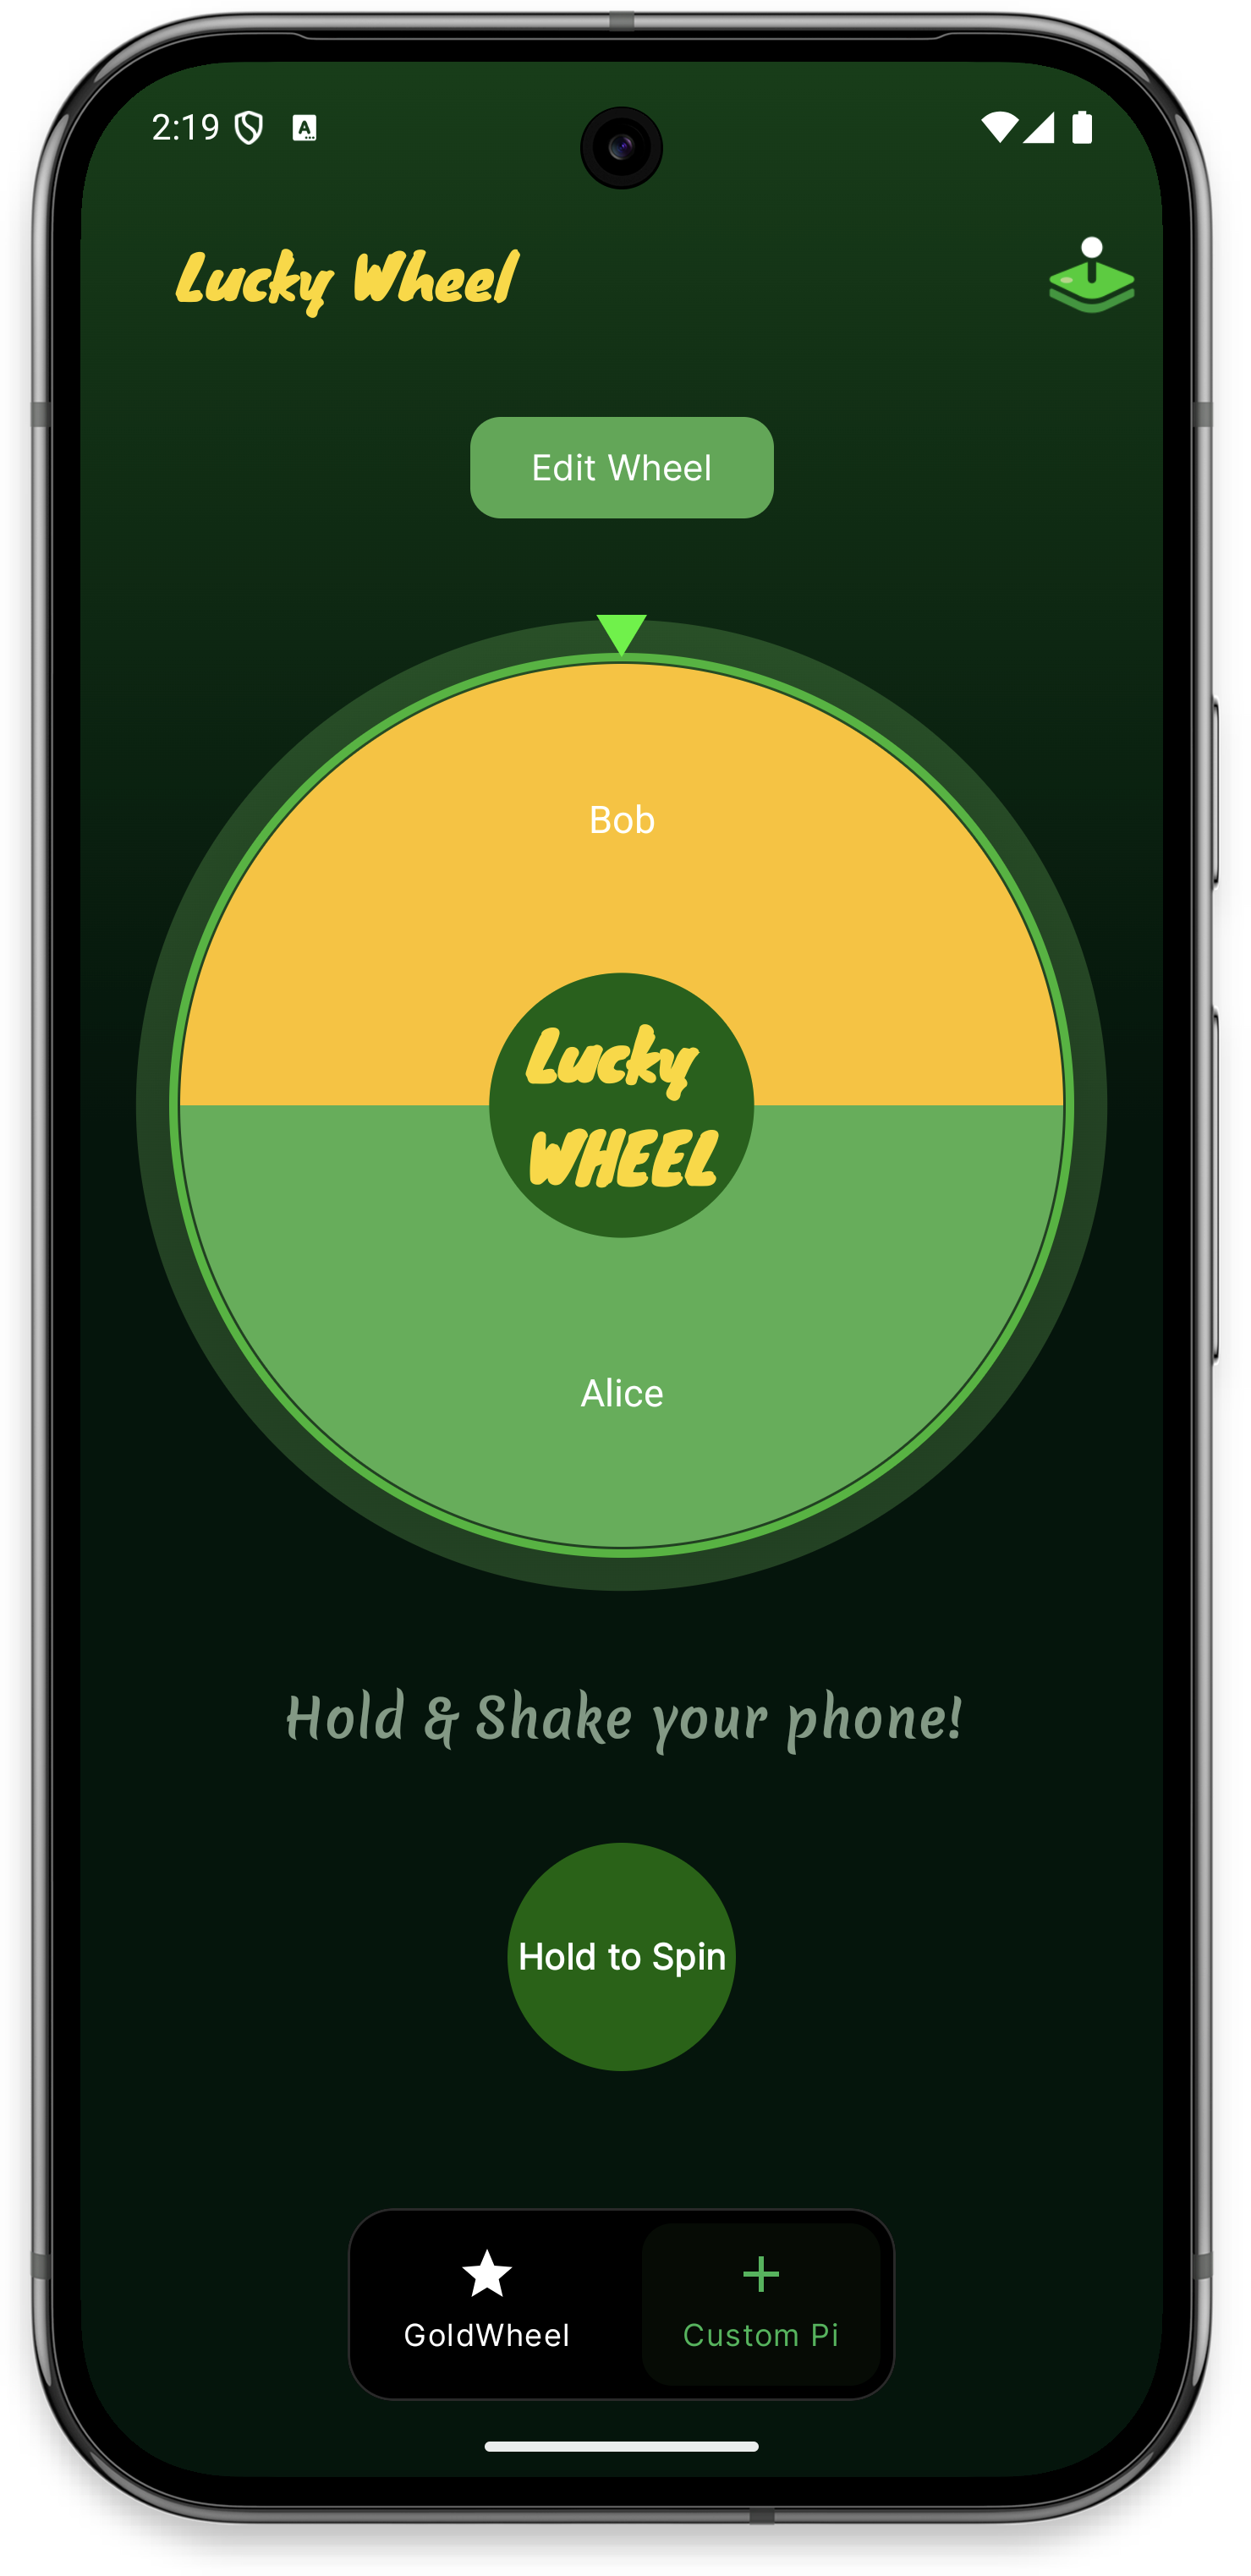 2:19
Lucky Wheel
Edit Wheel
Bob
Lucky
WHEEL
Alice
Hold & Shake your phone!
Hold to Spin
GoldWheel
Custom Pi